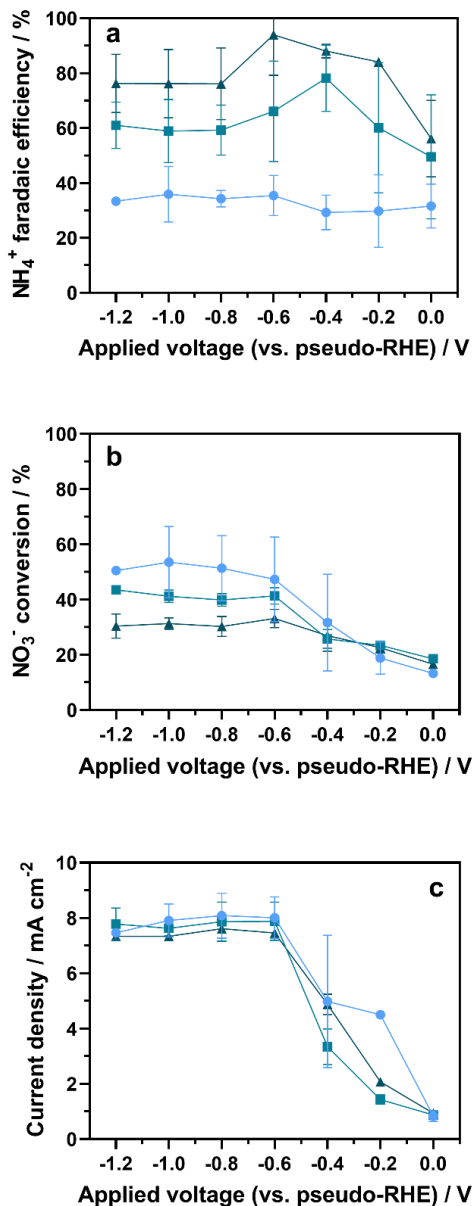 a
NH₄⁺ faradaic efficiency / %
100
80
60
40
20
0
-1.2 -1.0 -0.8 -0.6 -0.4 -0.2 0.0
Applied voltage (vs. pseudo-RHE) / V
b
NO₃⁻ conversion / %
100
80
60
40
20
0
-1.2 -1.0 -0.8 -0.6 -0.4 -0.2 0.0
Applied voltage (vs. pseudo-RHE) / V
c
Current density / mA cm⁻²
10
8
6
4
2
0
-1.2 -1.0 -0.8 -0.6 -0.4 -0.2 0.0
Applied voltage (vs. pseudo-RHE) / V